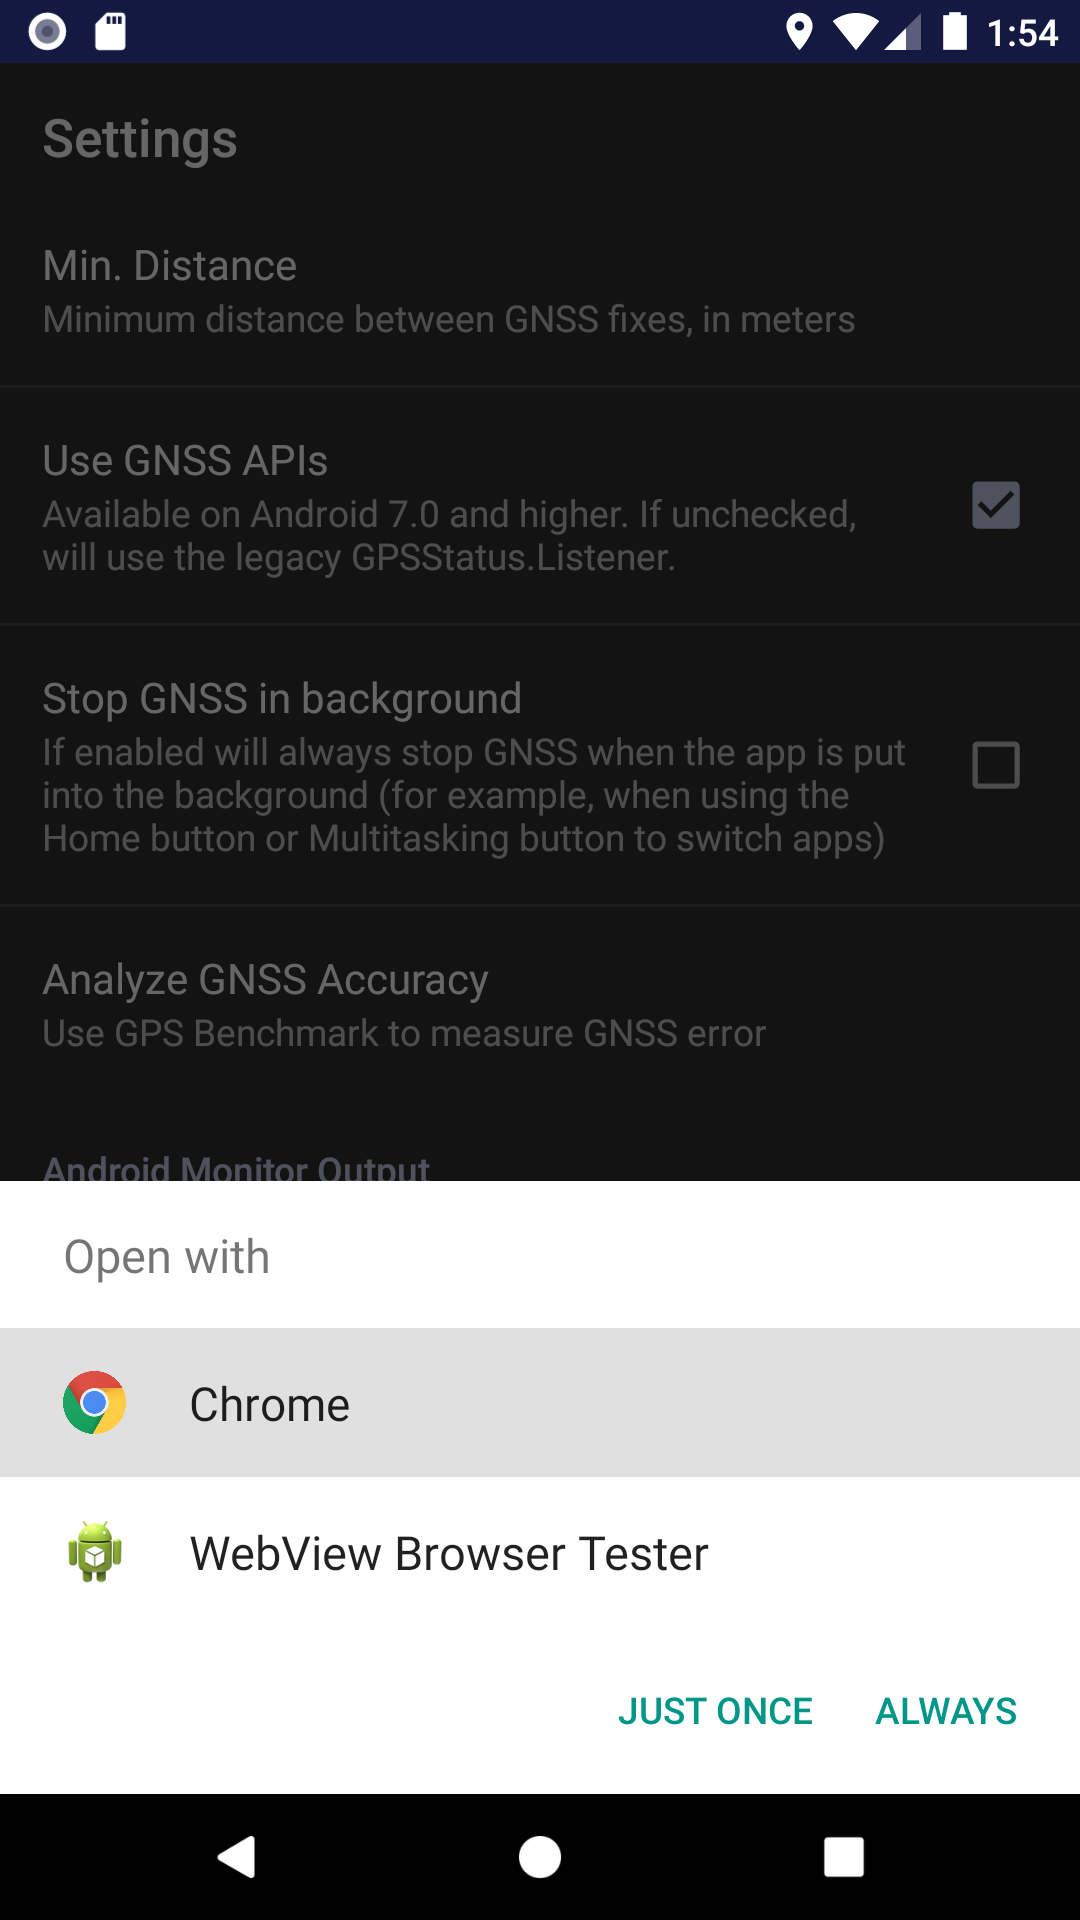 1:54
Settings
Min. Distance
Minimum distance between GNSS fixes, in meters
Use GNSS APIs
Available on Android 7.0 and higher. If unchecked,
will use the legacy GPSStatus.Listener.
Stop GNSS in background
If enabled will always stop GNSS when the app is put
into the background (for example, when using the
Home button or Multitasking button to switch apps)
Analyze GNSS Accuracy
Use GPS Benchmark to measure GNSS error
Android Monitor Output
Open with
Chrome
WebView Browser Tester
JUST ONCE ALWAYS